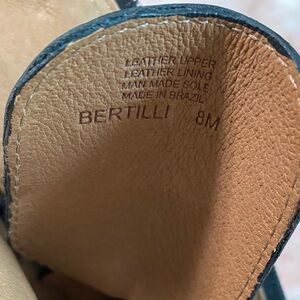 LEATHER UPPER
LEATHER LINING
MAN MADE SOLE
MADE IN BRAZIL
BERTILLI 8M